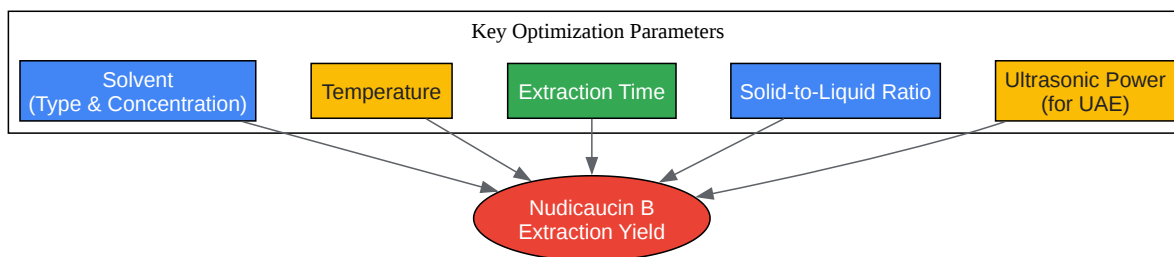 Key Optimization Parameters
Solvent
(Type & Concentration)
Temperature
Extraction Time
Solid-to-Liquid Ratio
Ultrasonic Power
(for UAE)
Nudicaucin B
Extraction Yield